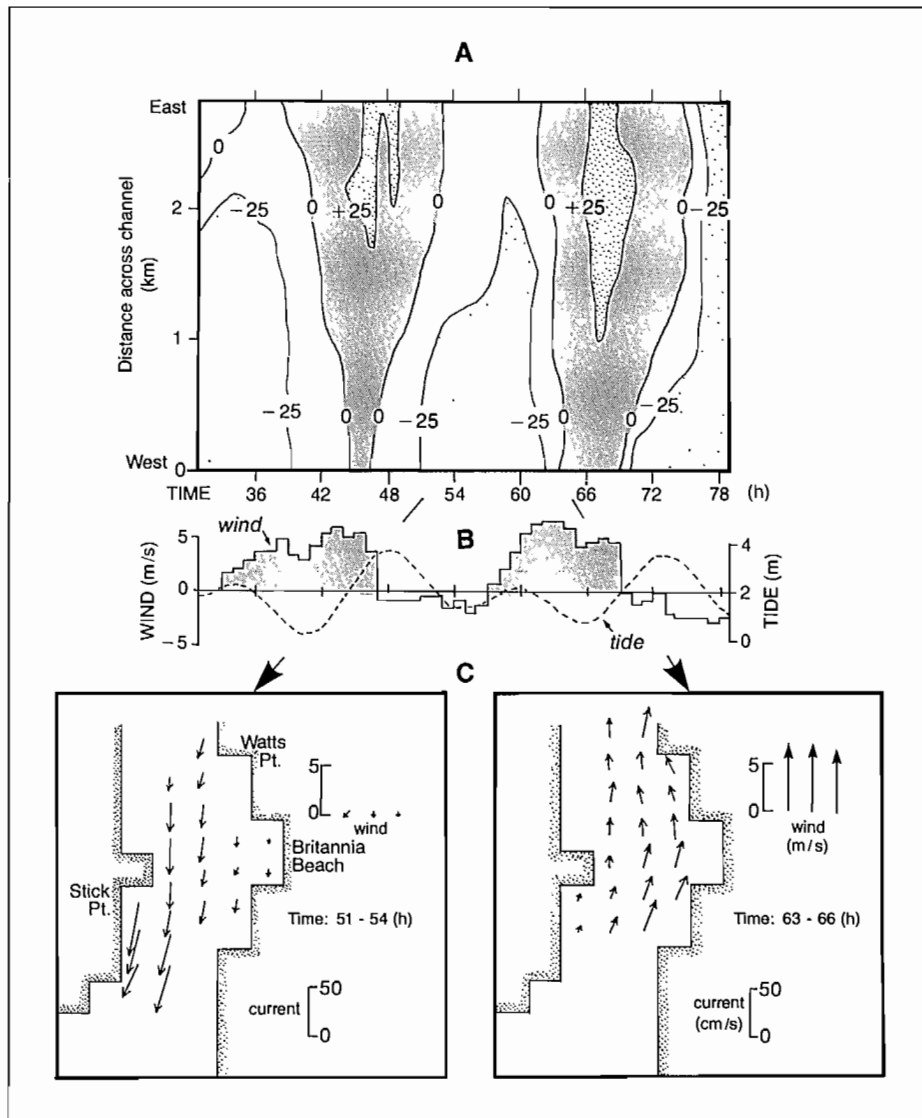 A
East
0
-25
0
+25
0
0
+25
0
-25
2
Distance across channel
(km)
1
-25
0
0
-25
-25
0
0
-25
West
0
TIME
36
42
48
54
60
66
72
78
(h)
wind
B
5
0
-5
WIND (m/s)
4
2
0
TIDE (m)
tide
C
Watts
Pt.
5
0
wind
Britannia
Beach
Stick
Pt.
Time: 51 - 54 (h)
current
50
0
5
0
wind
(m/s)
Time: 63 - 66 (h)
current
(cm/s)
50
0